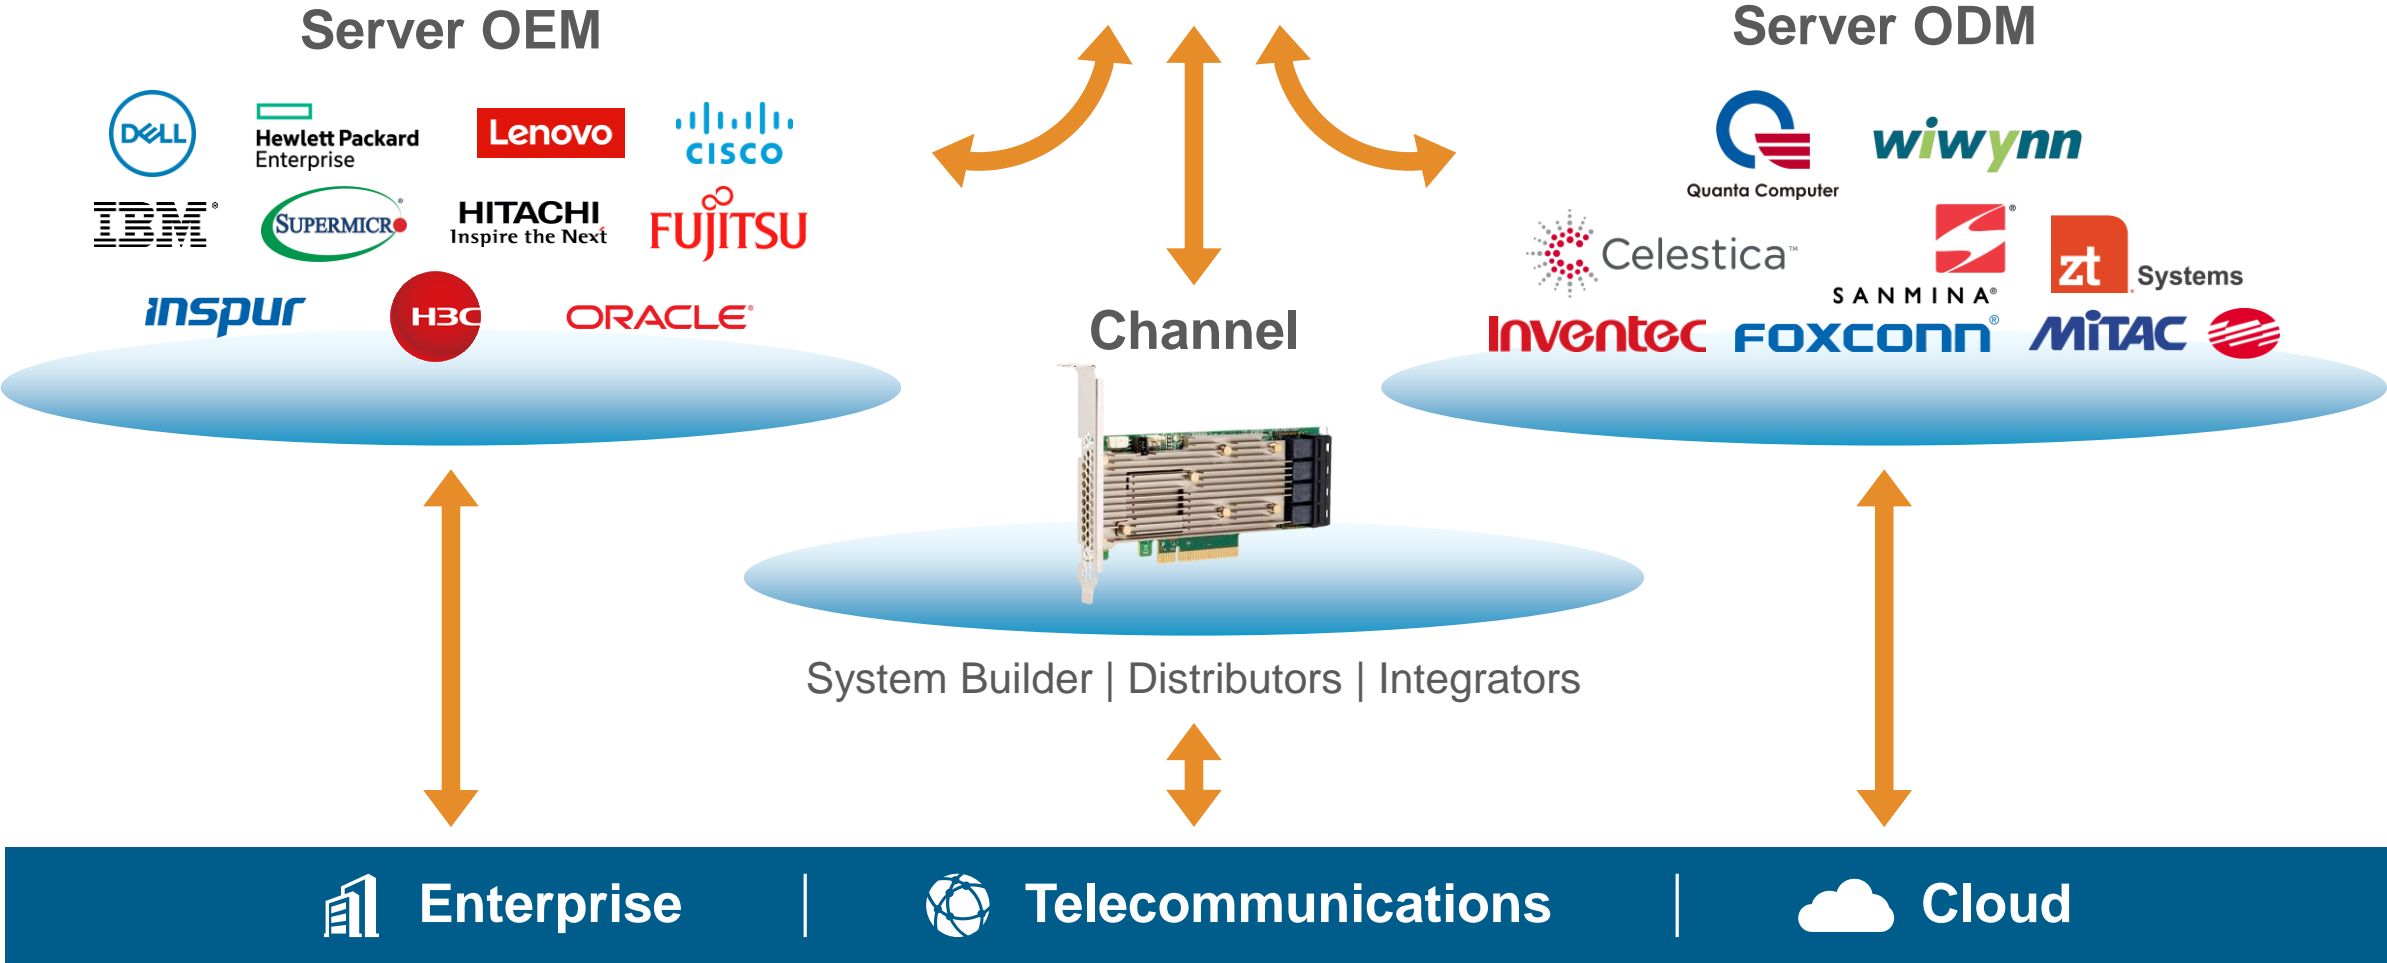 Server OEM
DELL
Hewlett Packard
Enterprise
Lenovo
CISCO
IBM®
SUPERMICRO®
HITACHI
Inspire the Next
FUJITSU
inspur
H3C
ORACLE®
Server ODM
Quanta Computer
wiwynn
Celestica™
SANMINA®
zt Systems
Inventec
FOXCONN®
MiTAC
Channel
System Builder | Distributors | Integrators
Enterprise
Telecommunications
Cloud